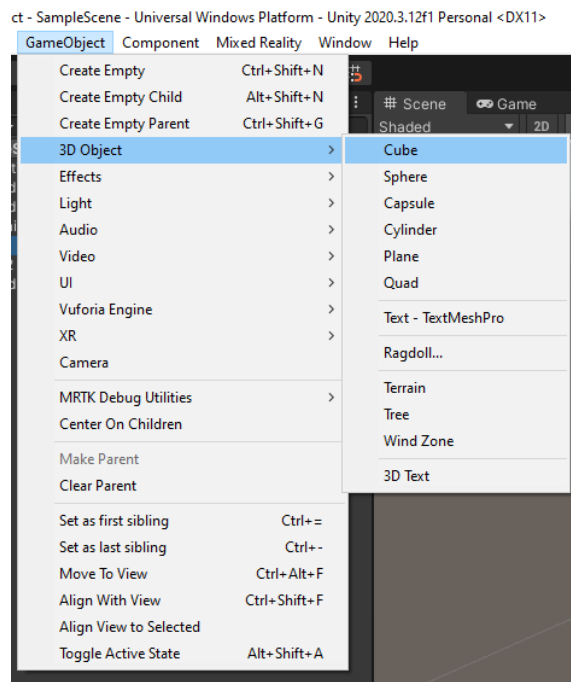 ct - SampleScene - Universal Windows Platform - Unity 2020.3.12f1 Personal <DX11>
GameObject Component Mixed Reality Window Help
Create Empty Ctrl+Shift+N
Create Empty Child Alt+Shift+N
Create Empty Parent Ctrl+Shift+G
3D Object
Effects
Light
Audio
Video
UI
Vuforia Engine
XR
Camera
MRTK Debug Utilities
Center On Children
Make Parent
Clear Parent
Set as first sibling Ctrl+=
Set as last sibling Ctrl+-
Move To View Ctrl+Alt+F
Align With View Ctrl+Shift+F
Align View to Selected
Toggle Active State Alt+Shift+A
# Scene Game
Shaded 2D
Cube
Sphere
Capsule
Cylinder
Plane
Quad
Text - TextMeshPro
Ragdoll...
Terrain
Tree
Wind Zone
3D Text